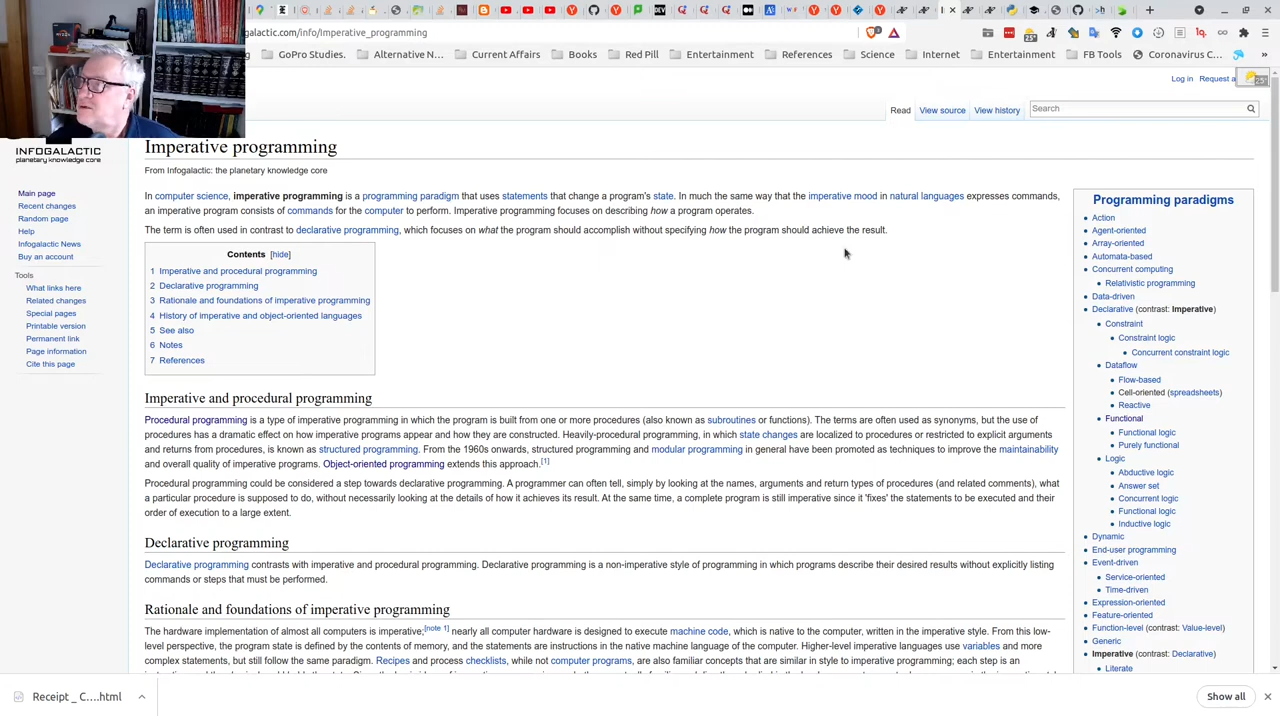 galactic.com/info/Imperative_programming
25°
GoPro Studies.
Alternative N...
Current Affairs
Books
Red Pill
Entertainment
References
Science
Internet
Entertainment
FB Tools
Coronavirus C...
»
Log in
Request a
Read
View source
View history
Search
INFOGALACTIC
planetary knowledge core
Main page
Recent changes
Random page
Help
Infogalactic News
Buy an account
Tools
What links here
Related changes
Special pages
Printable version
Permanent link
Page information
Cite this page
Imperative programming
From Infogalactic: the planetary knowledge core
In computer science, imperative programming is a programming paradigm that uses statements that change a program's state. In much the same way that the imperative mood in natural languages expresses commands,
an imperative program consists of commands for the computer to perform. Imperative programming focuses on describing how a program operates.
The term is often used in contrast to declarative programming, which focuses on what the program should accomplish without specifying how the program should achieve the result.
Contents [hide]
1 Imperative and procedural programming
2 Declarative programming
3 Rationale and foundations of imperative programming
4 History of imperative and object-oriented languages
5 See also
6 Notes
7 References
Imperative and procedural programming
Procedural programming is a type of imperative programming in which the program is built from one or more procedures (also known as subroutines or functions). The terms are often used as synonyms, but the use of
procedures has a dramatic effect on how imperative programs appear and how they are constructed. Heavily-procedural programming, in which state changes are localized to procedures or restricted to explicit arguments
and returns from procedures, is known as structured programming. From the 1960s onwards, structured programming and modular programming in general have been promoted as techniques to improve the maintainability
and overall quality of imperative programs. Object-oriented programming extends this approach.[1]
Procedural programming could be considered a step towards declarative programming. A programmer can often tell, simply by looking at the names, arguments and return types of procedures (and related comments), what
a particular procedure is supposed to do, without necessarily looking at the details of how it achieves its result. At the same time, a complete program is still imperative since it 'fixes' the statements to be executed and their
order of execution to a large extent.
Declarative programming
Declarative programming contrasts with imperative and procedural programming. Declarative programming is a non-imperative style of programming in which programs describe their desired results without explicitly listing
commands or steps that must be performed.
Rationale and foundations of imperative programming
The hardware implementation of almost all computers is imperative;[note 1] nearly all computer hardware is designed to execute machine code, which is native to the computer, written in the imperative style. From this low-
level perspective, the program state is defined by the contents of memory, and the statements are instructions in the native machine language of the computer. Higher-level imperative languages use variables and more
complex statements, but still follow the same paradigm. Recipes and process checklists, while not computer programs, are also familiar concepts that are similar in style to imperative programming; each step is an
Programming paradigms
Action
Agent-oriented
Array-oriented
Automata-based
Concurrent computing
Relativistic programming
Data-driven
Declarative (contrast: Imperative)
Constraint
Constraint logic
Concurrent constraint logic
Dataflow
Flow-based
Cell-oriented (spreadsheets)
Reactive
Functional
Functional logic
Purely functional
Logic
Abductive logic
Answer set
Concurrent logic
Functional logic
Inductive logic
Dynamic
End-user programming
Event-driven
Service-oriented
Time-driven
Expression-oriented
Feature-oriented
Function-level (contrast: Value-level)
Generic
Imperative (contrast: Declarative)
Literate
Receipt _ C....html
Show all